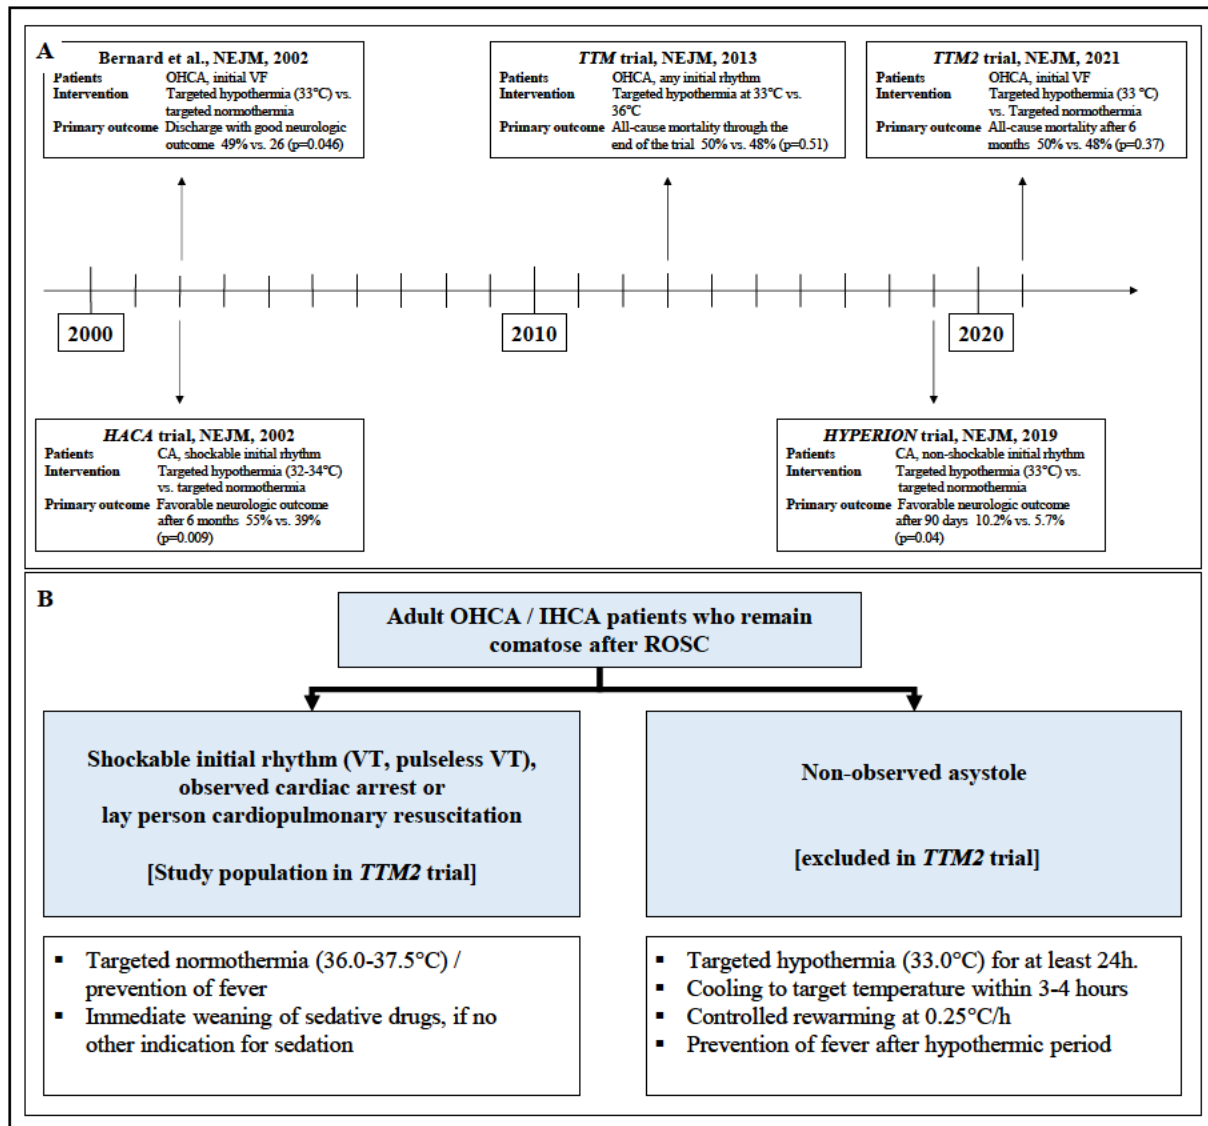 A
Bernard et al., NEJM, 2002
Patients OHCA, initial VF
Intervention Targeted hypothermia (33°C) vs.
targeted normothermia
Primary outcome Discharge with good neurologic
outcome 49% vs. 26 (p=0.046)
TTM trial, NEJM, 2013
Patients OHCA, any initial rhythm
Intervention Targeted hypothermia at 33°C vs.
36°C
Primary outcome All-cause mortality through the
end of the trial 50% vs. 48% (p=0.51)
TTM2 trial, NEJM, 2021
Patients OHCA, initial VF
Intervention Targeted hypothermia (33 °C)
vs. Targeted normothermia
Primary outcome All-cause mortality after 6
months 50% vs. 48% (p=0.37)
2000
2010
2020
HACA trial, NEJM, 2002
Patients CA, shockable initial rhythm
Intervention Targeted hypothermia (32-34°C)
vs. targeted normothermia
Primary outcome Favorable neurologic outcome
after 6 months 55% vs. 39%
(p=0.009)
HYPERION trial, NEJM, 2019
Patients CA, non-shockable initial rhythm
Intervention Targeted hypothermia (33°C) vs.
targeted normothermia
Primary outcome Favorable neurologic outcome
after 90 days 10.2% vs. 5.7%
(p=0.04)
B
Adult OHCA / IHCA patients who remain
comatose after ROSC
Shockable initial rhythm (VT, pulseless VT),
observed cardiac arrest or
lay person cardiopulmonary resuscitation
[Study population in TTM2 trial]
Non-observed asystole
[excluded in TTM2 trial]
▪ Targeted normothermia (36.0-37.5°C) /
prevention of fever
▪ Immediate weaning of sedative drugs, if no
other indication for sedation
▪ Targeted hypothermia (33.0°C) for at least 24h.
▪ Cooling to target temperature within 3-4 hours
▪ Controlled rewarming at 0.25°C/h
▪ Prevention of fever after hypothermic period